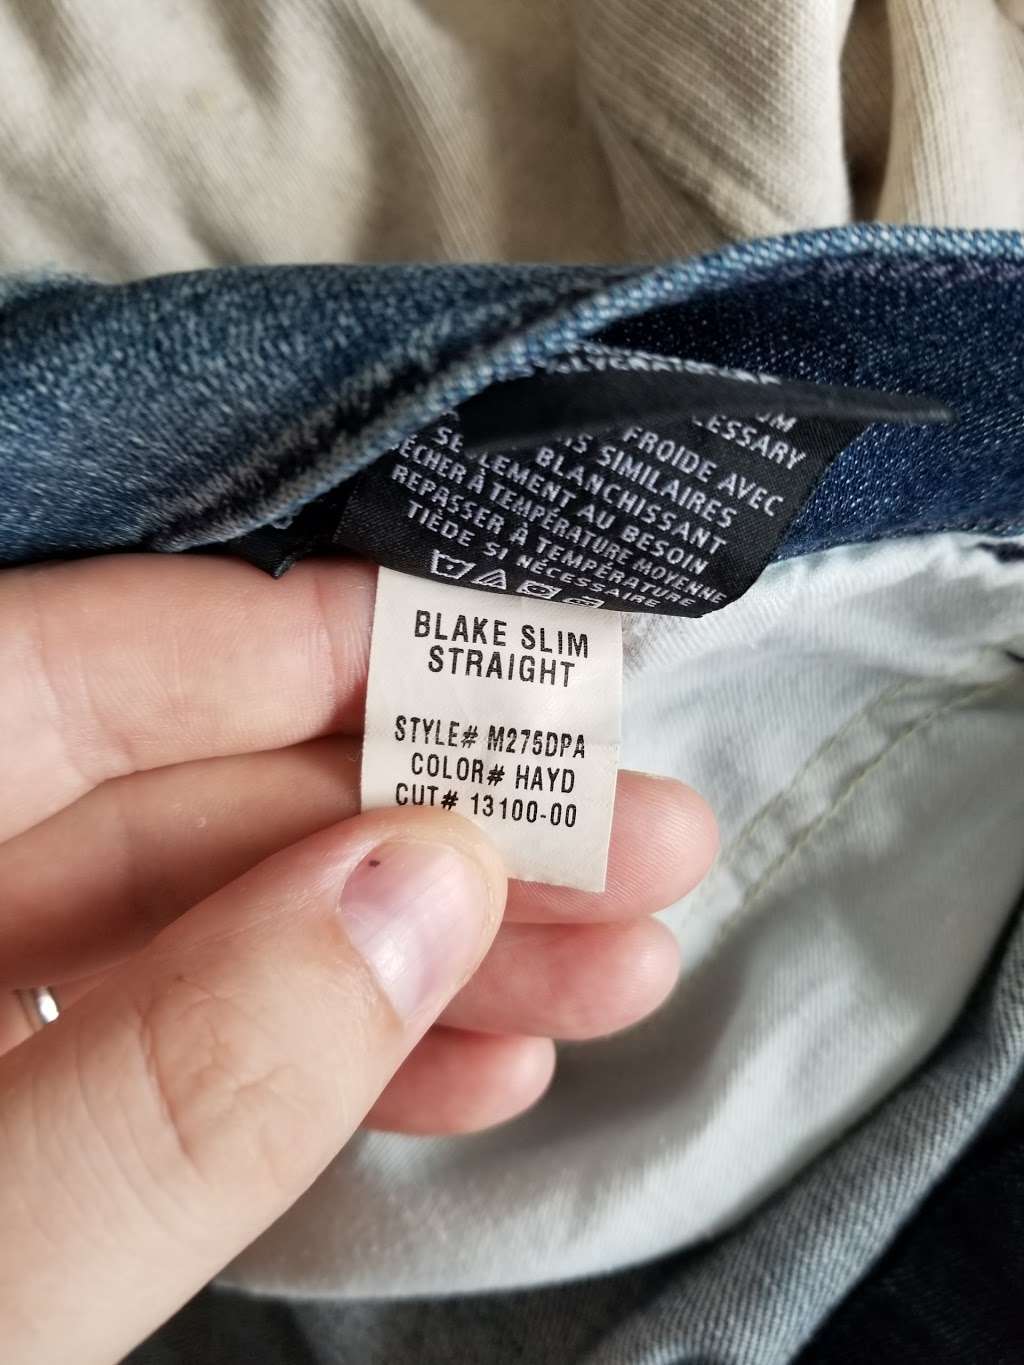 UM
ESSARY
FROIDE AVEC
SIMILAIRES
BLANCHISSANT
SEULEMENT AU BESOIN
SÉCHER À TEMPÉRATURE MOYENNE
REPASSER À TEMPÉRATURE
TIÈDE SI NÉCESSAIRE
BLAKE SLIM
STRAIGHT
STYLE# M275DPA
COLOR# HAYD
CUT# 13100-00